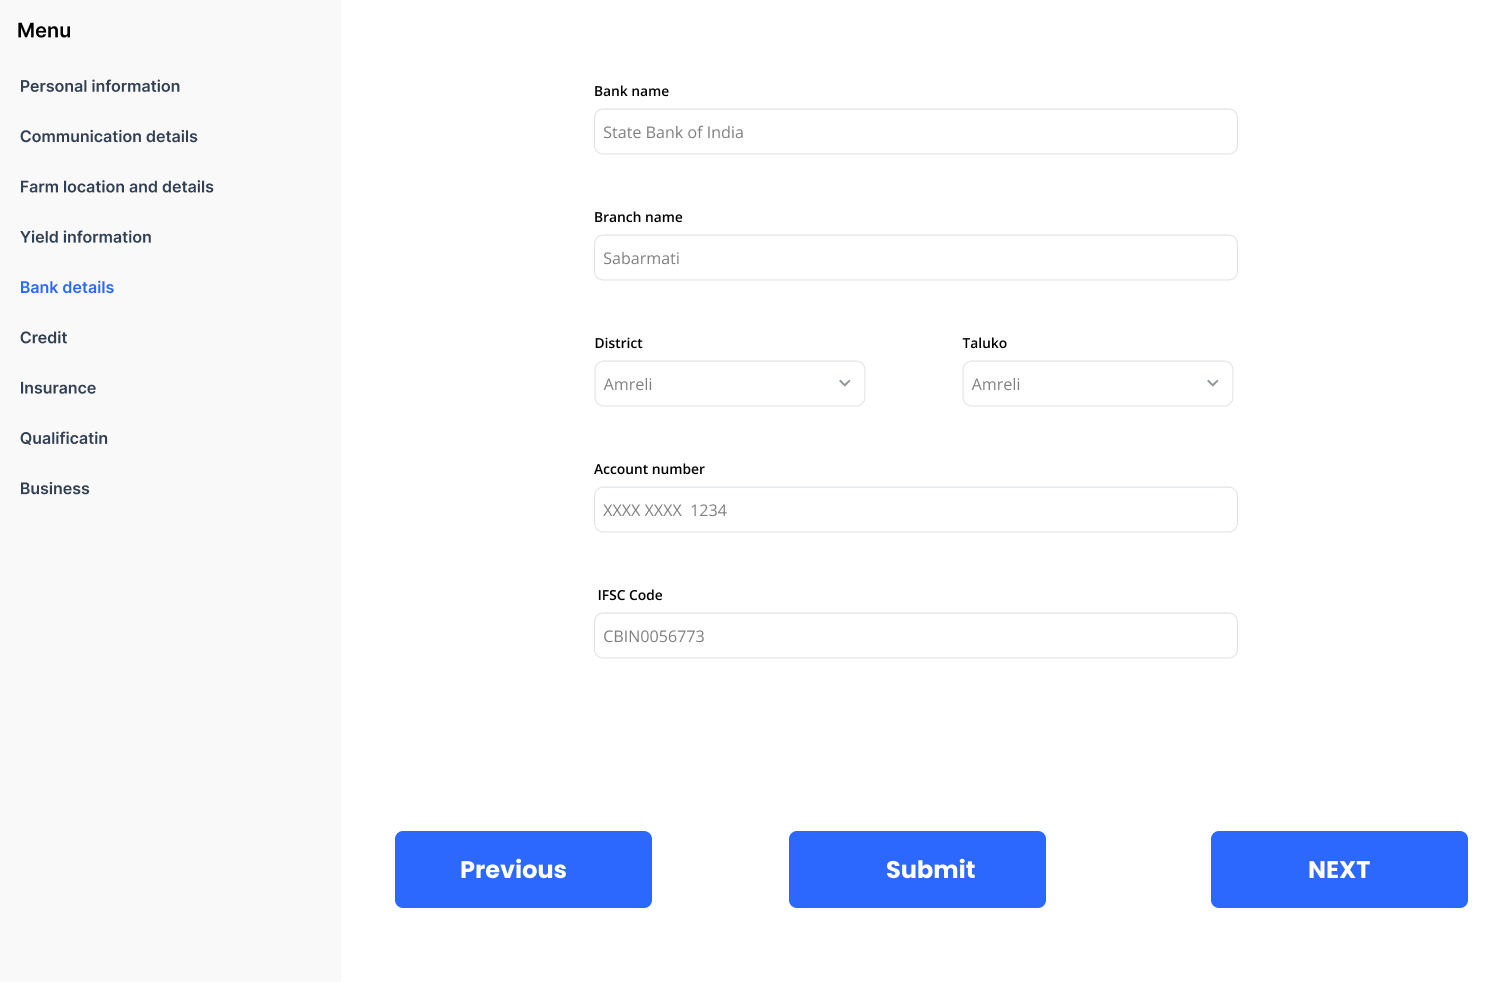 Menu
Personal information
Communication details
Farm location and details
Yield information
Bank details
Credit
Insurance
Qualificatin
Business
Bank name
State Bank of India
Branch name
Sabarmati
District
Taluko
Amreli
Amreli
Account number
XXXX XXXX  1234
IFSC Code
CBIN0056773
Previous
Submit
NEXT